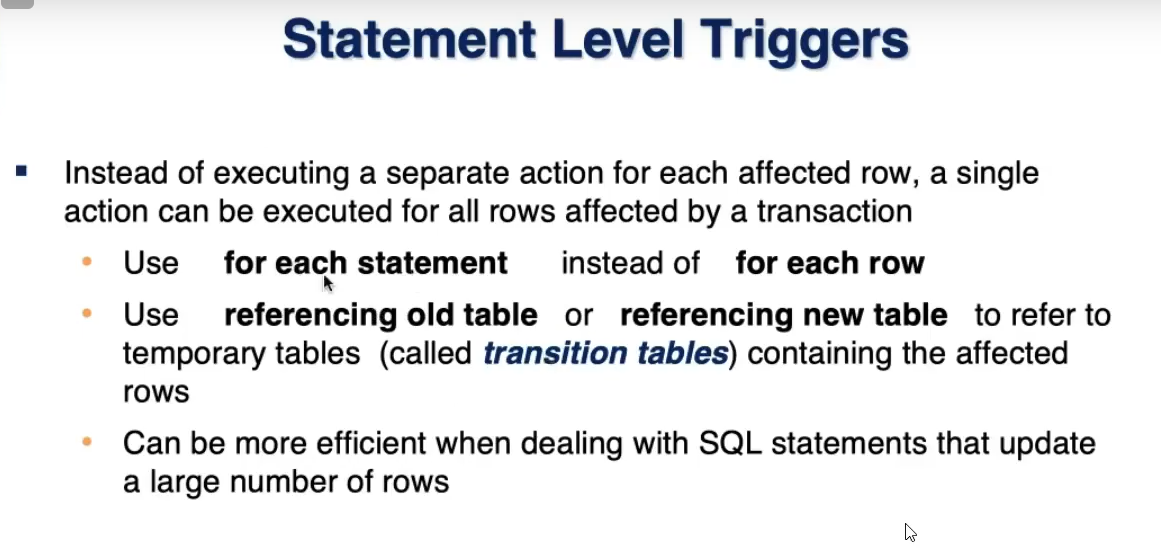 Statement Level Triggers
Instead of executing a separate action for each affected row, a single
action can be executed for all rows affected by a transaction
Use for each statement instead of for each row
Use referencing old table or referencing new table to refer to
temporary tables (called transition tables) containing the affected
rows
Can be more efficient when dealing with SQL statements that update
a large number of rows